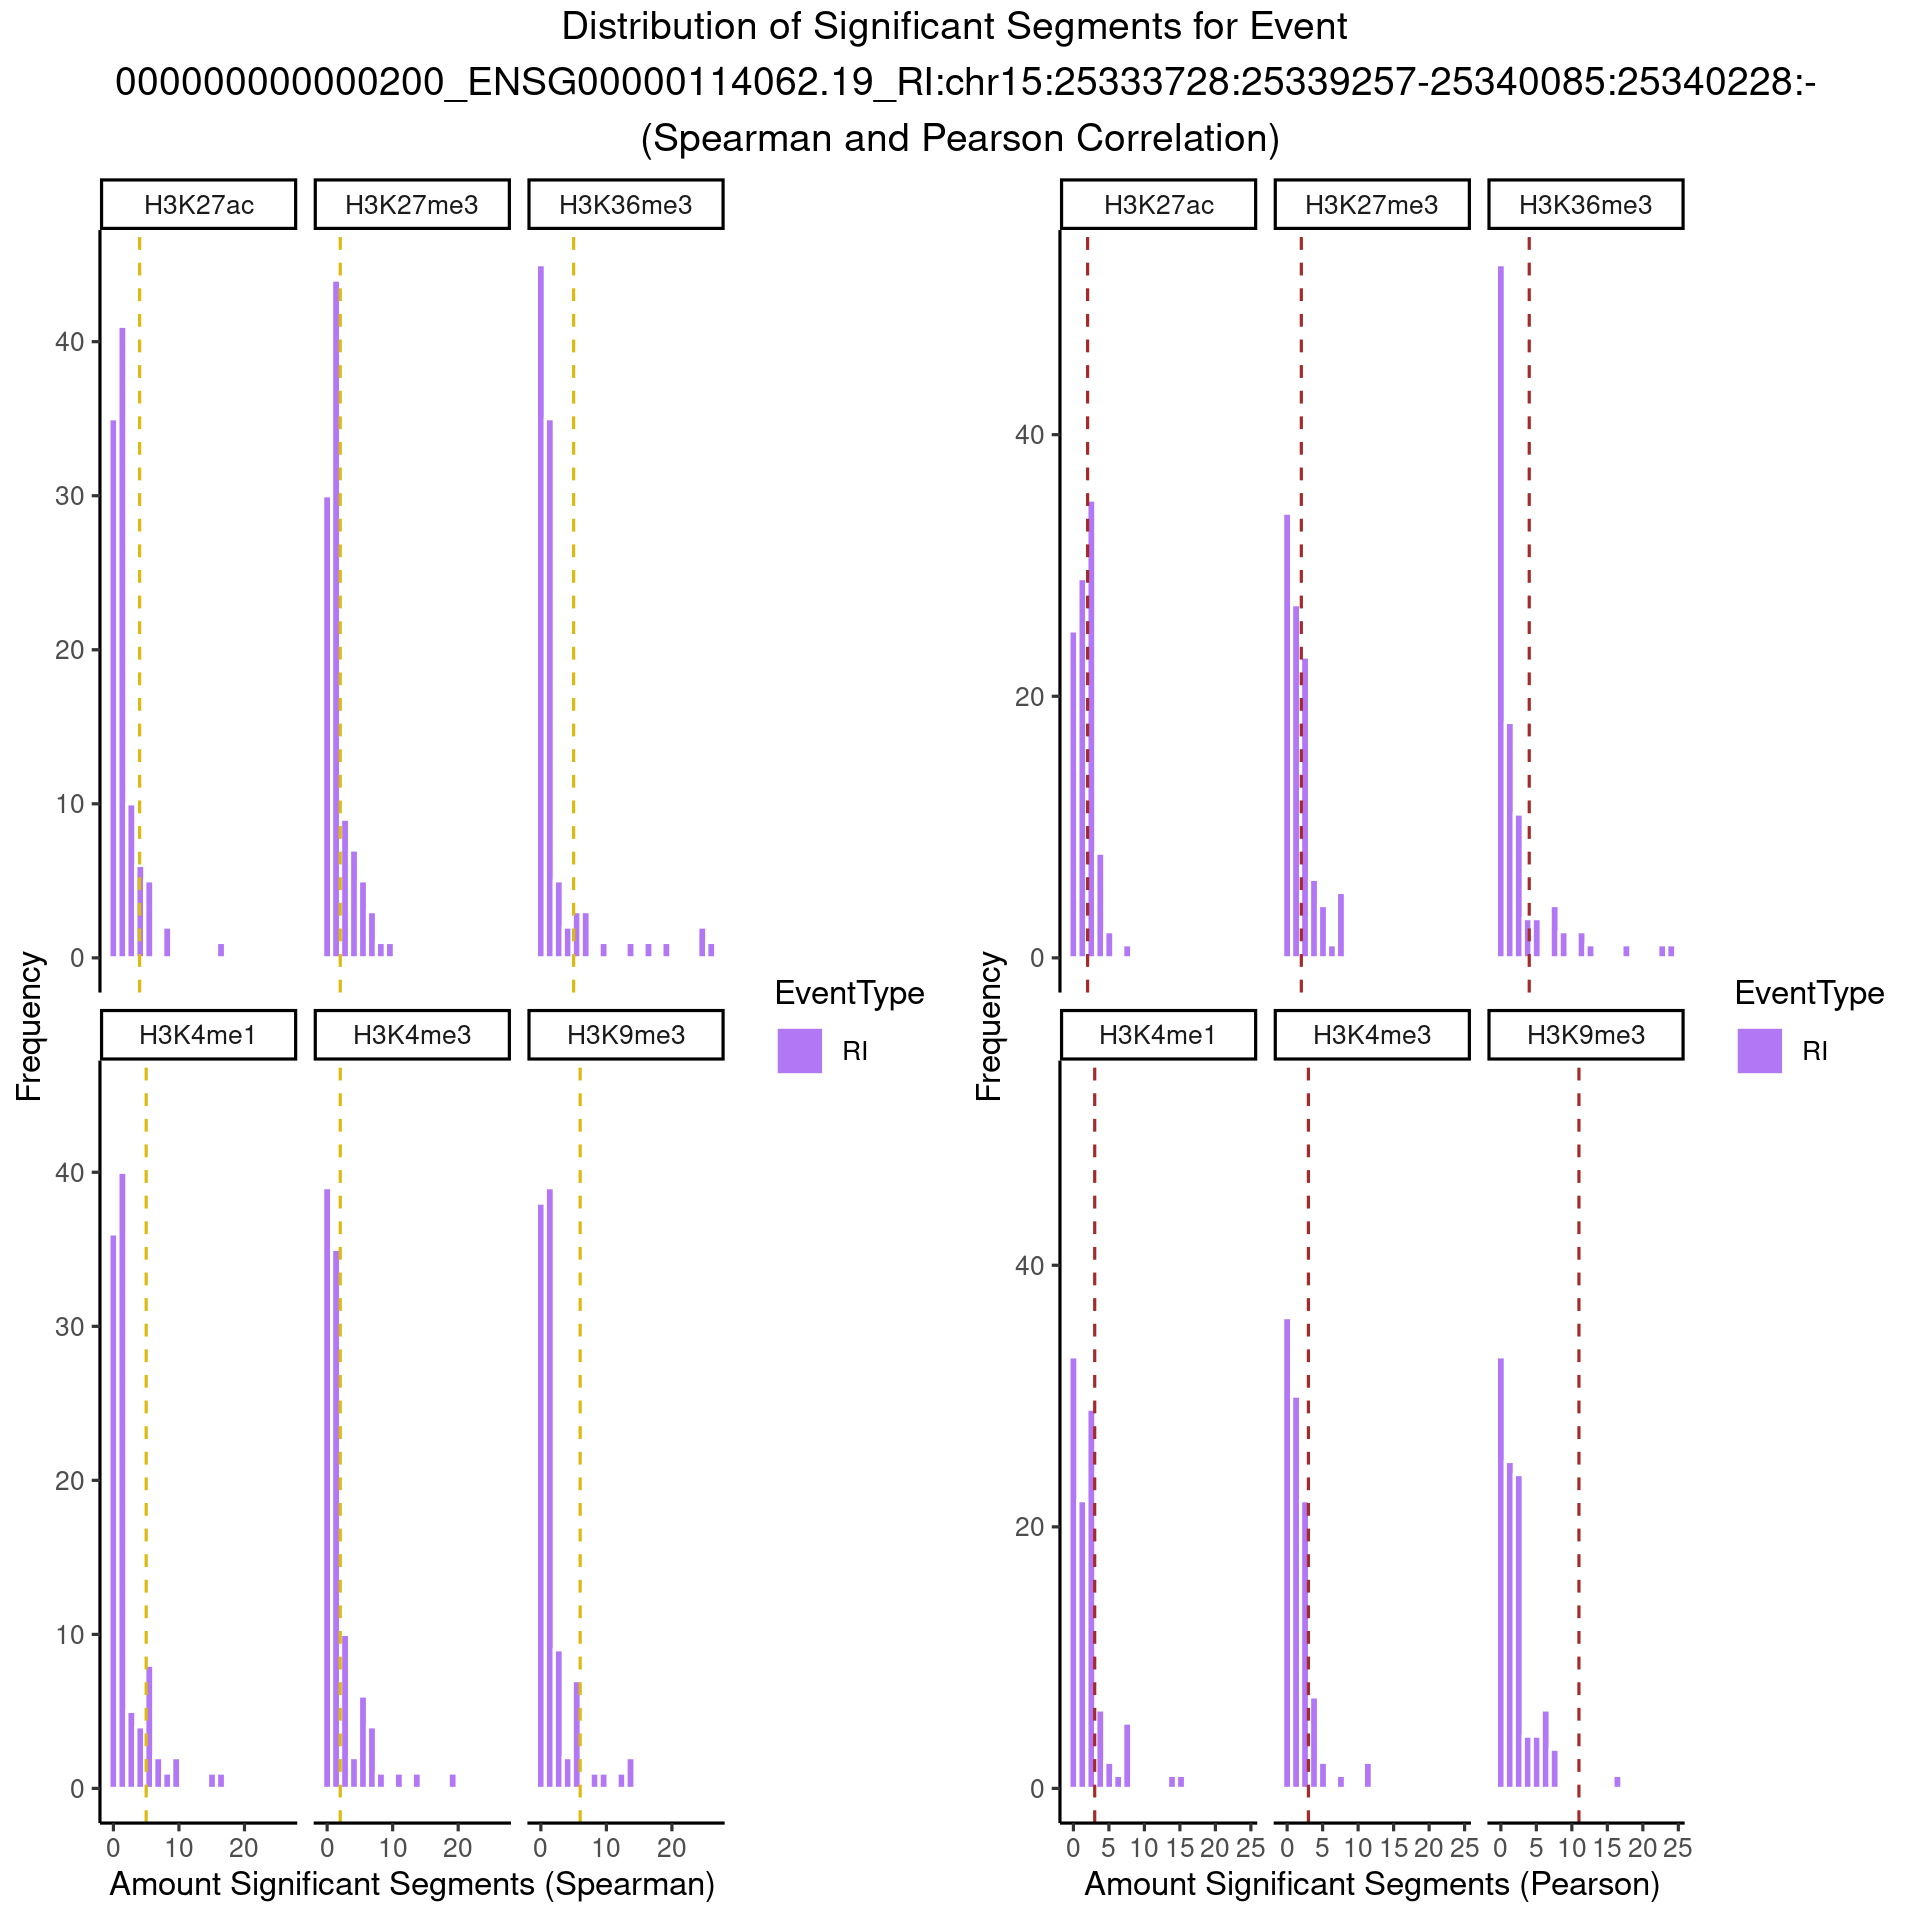 Distribution of Significant Segments for Event
000000000000200_ENSG00000114062.19_RI:chr15:25333728:25339257-25340085:25340228:-
(Spearman and Pearson Correlation)
H3K27ac H3K27me3 H3K36me3
40
30
20
10
0
H3K4me1 H3K4me3 H3K9me3
40
30
20
10
0
0 10 20 0 10 20 0 10 20
Frequency
Amount Significant Segments (Spearman)
EventType
RI
H3K27ac H3K27me3 H3K36me3
40
20
0
H3K4me1 H3K4me3 H3K9me3
40
20
0
0 5 10 15 20 25 0 5 10 15 20 25 0 5 10 15 20 25
Frequency
Amount Significant Segments (Pearson)
EventType
RI